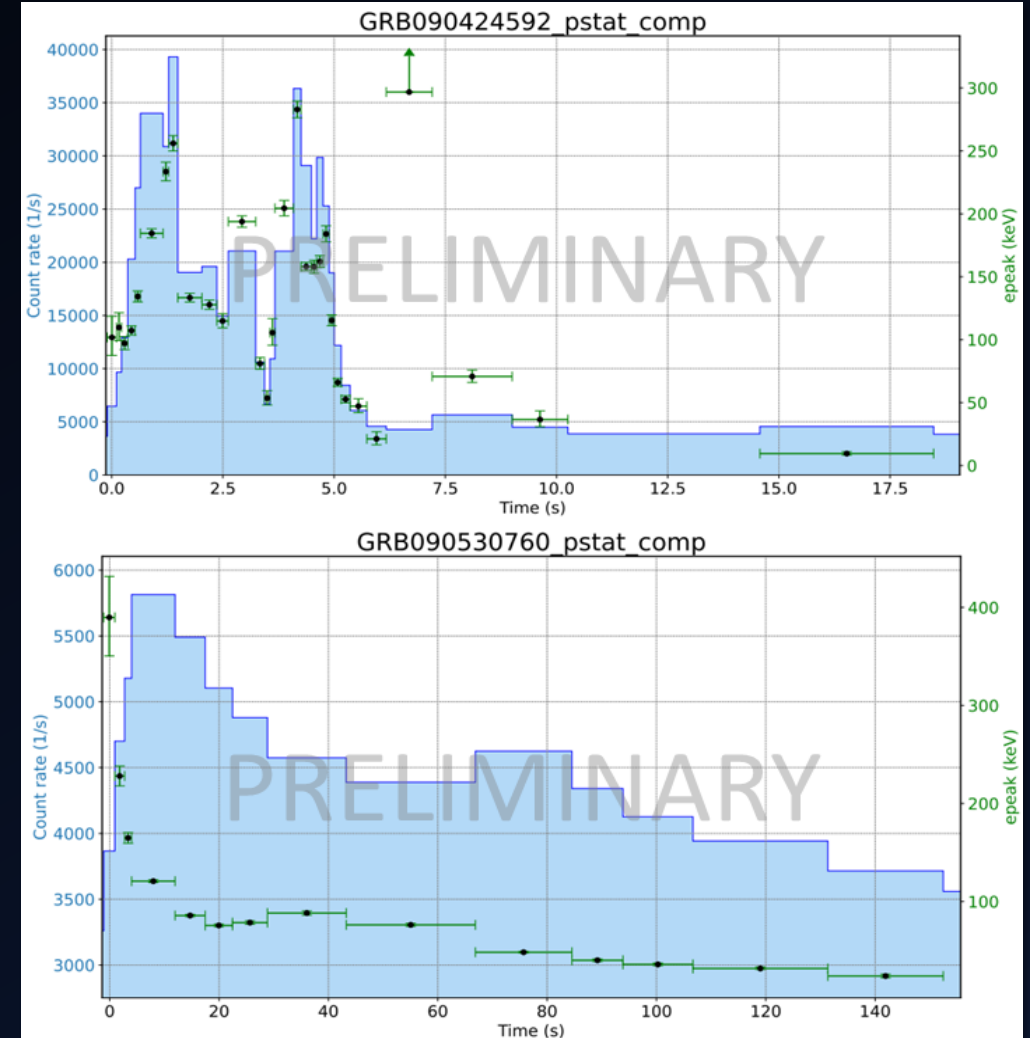 GRB090424592_pstat_comp
40000
35000
30000
25000
20000
15000
10000
5000
0
Count rate (1/s)
300
250
200
150
100
50
0
epeak (keV)
PRELIMINARY
0.0 2.5 5.0 7.5 10.0 12.5 15.0 17.5
Time (s)
GRB090530760_pstat_comp
6000
5500
5000
4500
4000
3500
3000
Count rate (1/s)
400
300
200
100
epeak (keV)
PRELIMINARY
0 20 40 60 80 100 120 140
Time (s)